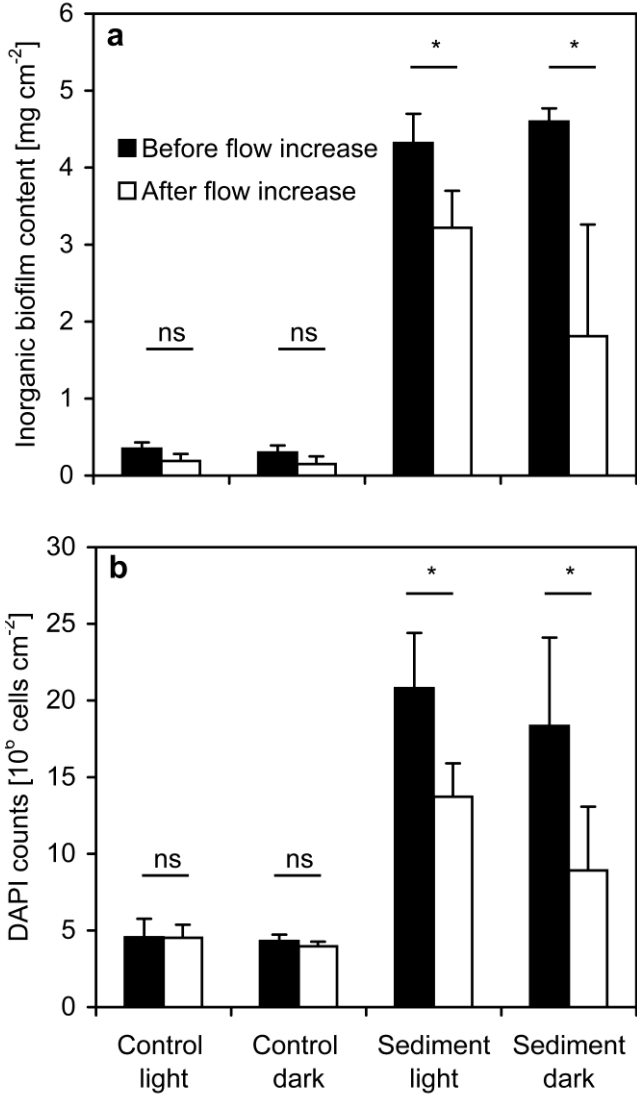 a
Inorganic biofilm content [mg cm⁻²]
6
5
4
3
2
1
0
Before flow increase
After flow increase
ns
ns
*
*
b
DAPI counts [10⁶ cells cm⁻²]
30
25
20
15
10
5
0
ns
ns
*
*
Control light
Control dark
Sediment light
Sediment dark